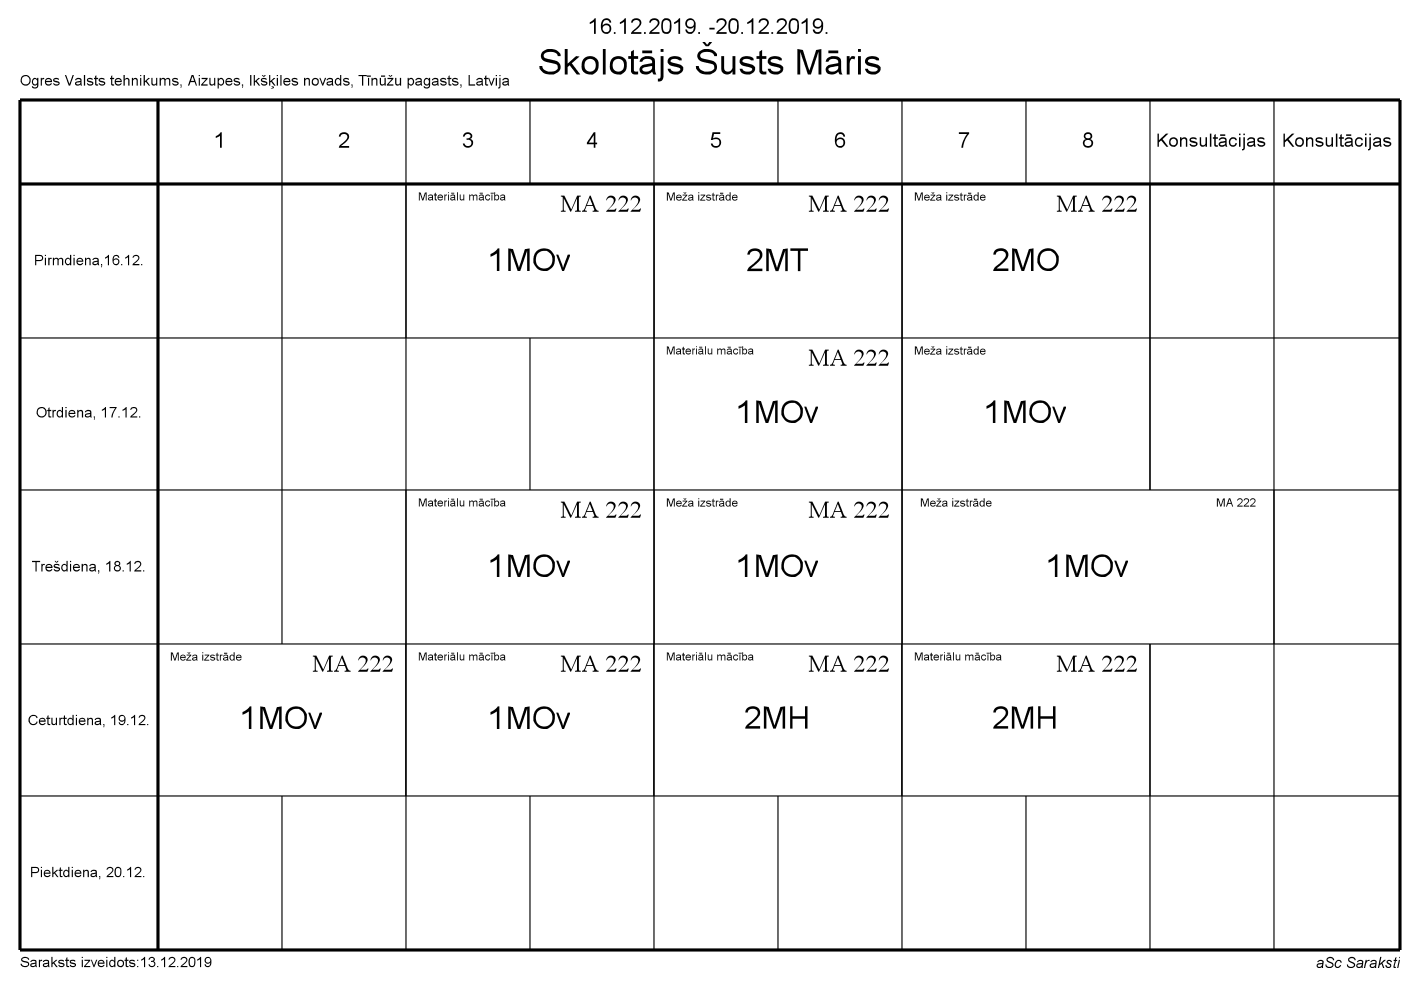 16.12.2019. -20.12.2019.
Skolotājs Šusts Māris
Ogres Valsts tehnikums, Aizupes, Ikšķiles novads, Tīnūžu pagasts, Latvija
1 2 3 4 5 6 7 8 Konsultācijas Konsultācijas
Materiālu mācība MA 222 Meža izstrāde MA 222 Meža izstrāde MA 222
Pirmdiena,16.12. 1MOv 2MT 2MO
Materiālu mācība MA 222 Meža izstrāde
Otrdiena, 17.12. 1MOv 1MOv
Materiālu mācība MA 222 Meža izstrāde MA 222 Meža izstrāde MA 222
Trešdiena, 18.12. 1MOv 1MOv 1MOv
Meža izstrāde MA 222 Materiālu mācība MA 222 Materiālu mācība MA 222 Materiālu mācība MA 222
Ceturtdiena, 19.12. 1MOv 1MOv 2MH 2MH
Piektdiena, 20.12.
Saraksts izveidots:13.12.2019 aSc Saraksti